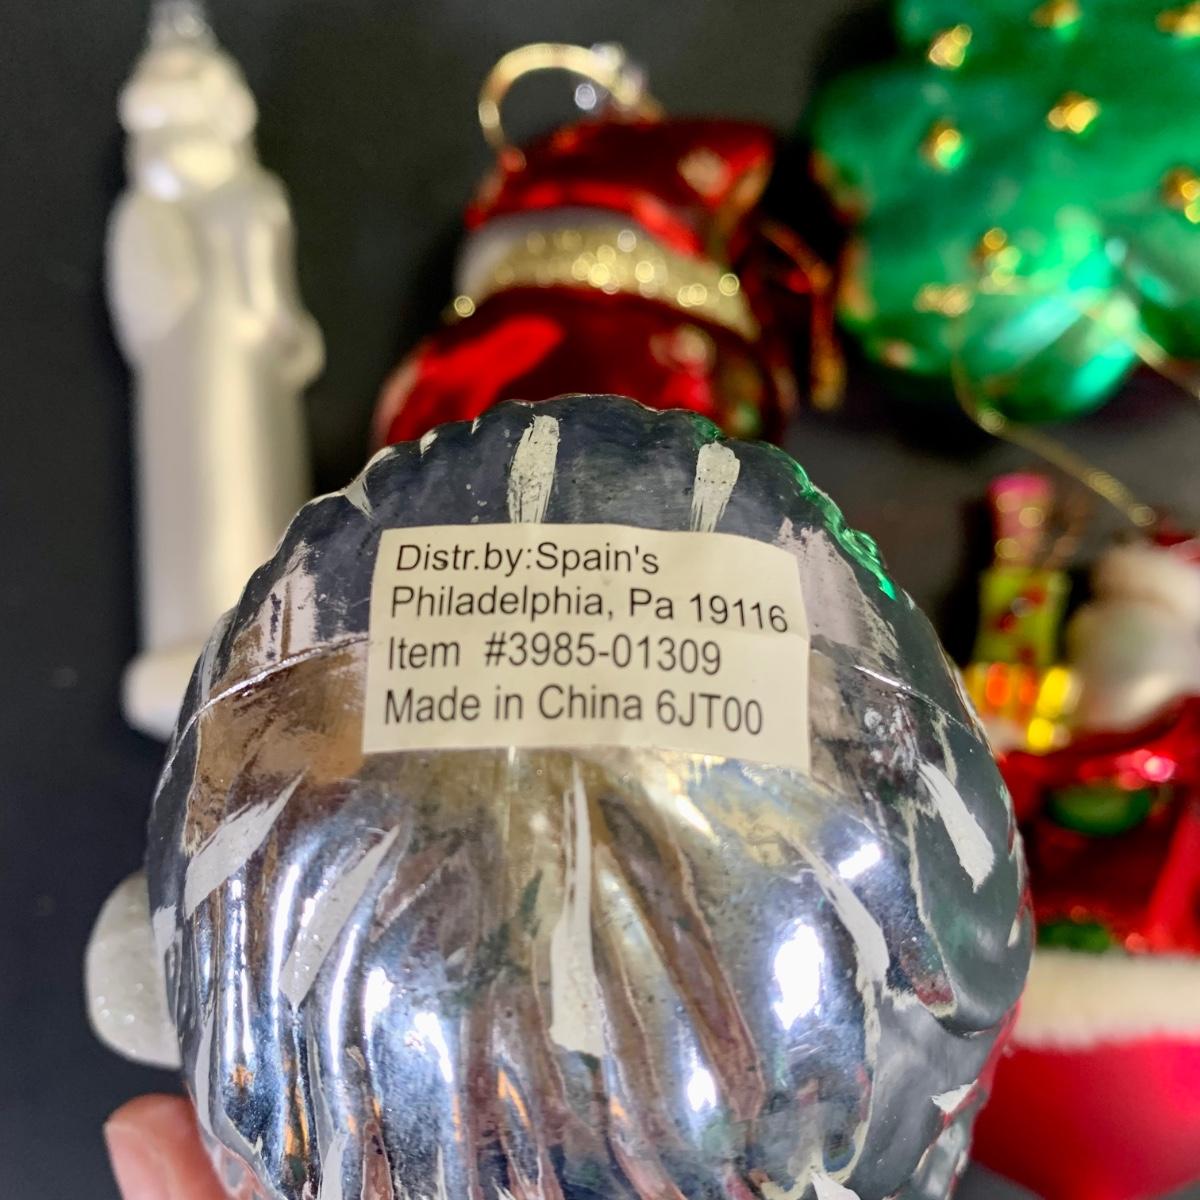 Distr.by:Spain's
Philadelphia, Pa 19116
Item #3985-01309
Made in China 6JT00